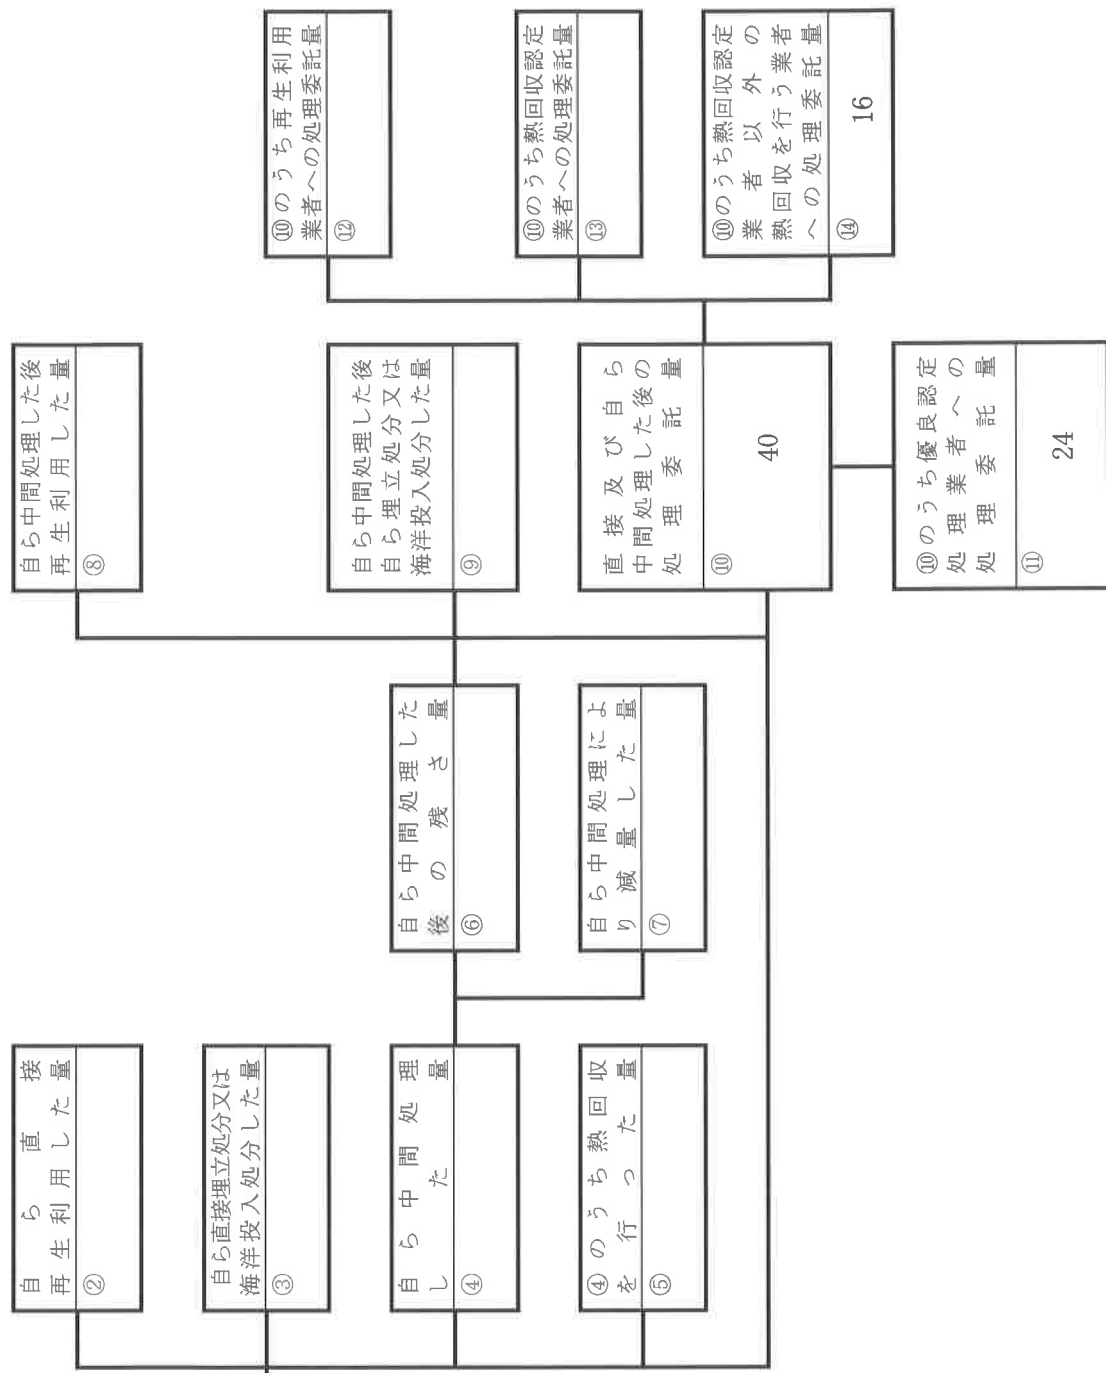 自ら直接
再生利用した量
②
自ら直接埋立処分又は
海洋投入処分した量
③
自ら中間処理
した量
④
④のうち熱回収
を行った量
⑤
自ら中間処理した
後の残さ量
⑥
自ら中間処理によ
り減量した量
⑦
自ら中間処理した後
再生利用した量
⑧
自ら中間処理した後
自ら埋立処分又は
海洋投入処分した量
⑨
直接及び自ら
中間処理した後の
処理委託量
⑩
40
⑩のうち優良認定
処理業者への
処理委託量
⑪
24
⑩のうち再生利用
業者への処理委託量
⑫
⑩のうち熱回収認定
業者への処理委託量
⑬
⑩のうち熱回収認定
業者以外の
熱回収を行う業者
への処理委託量
⑭
16